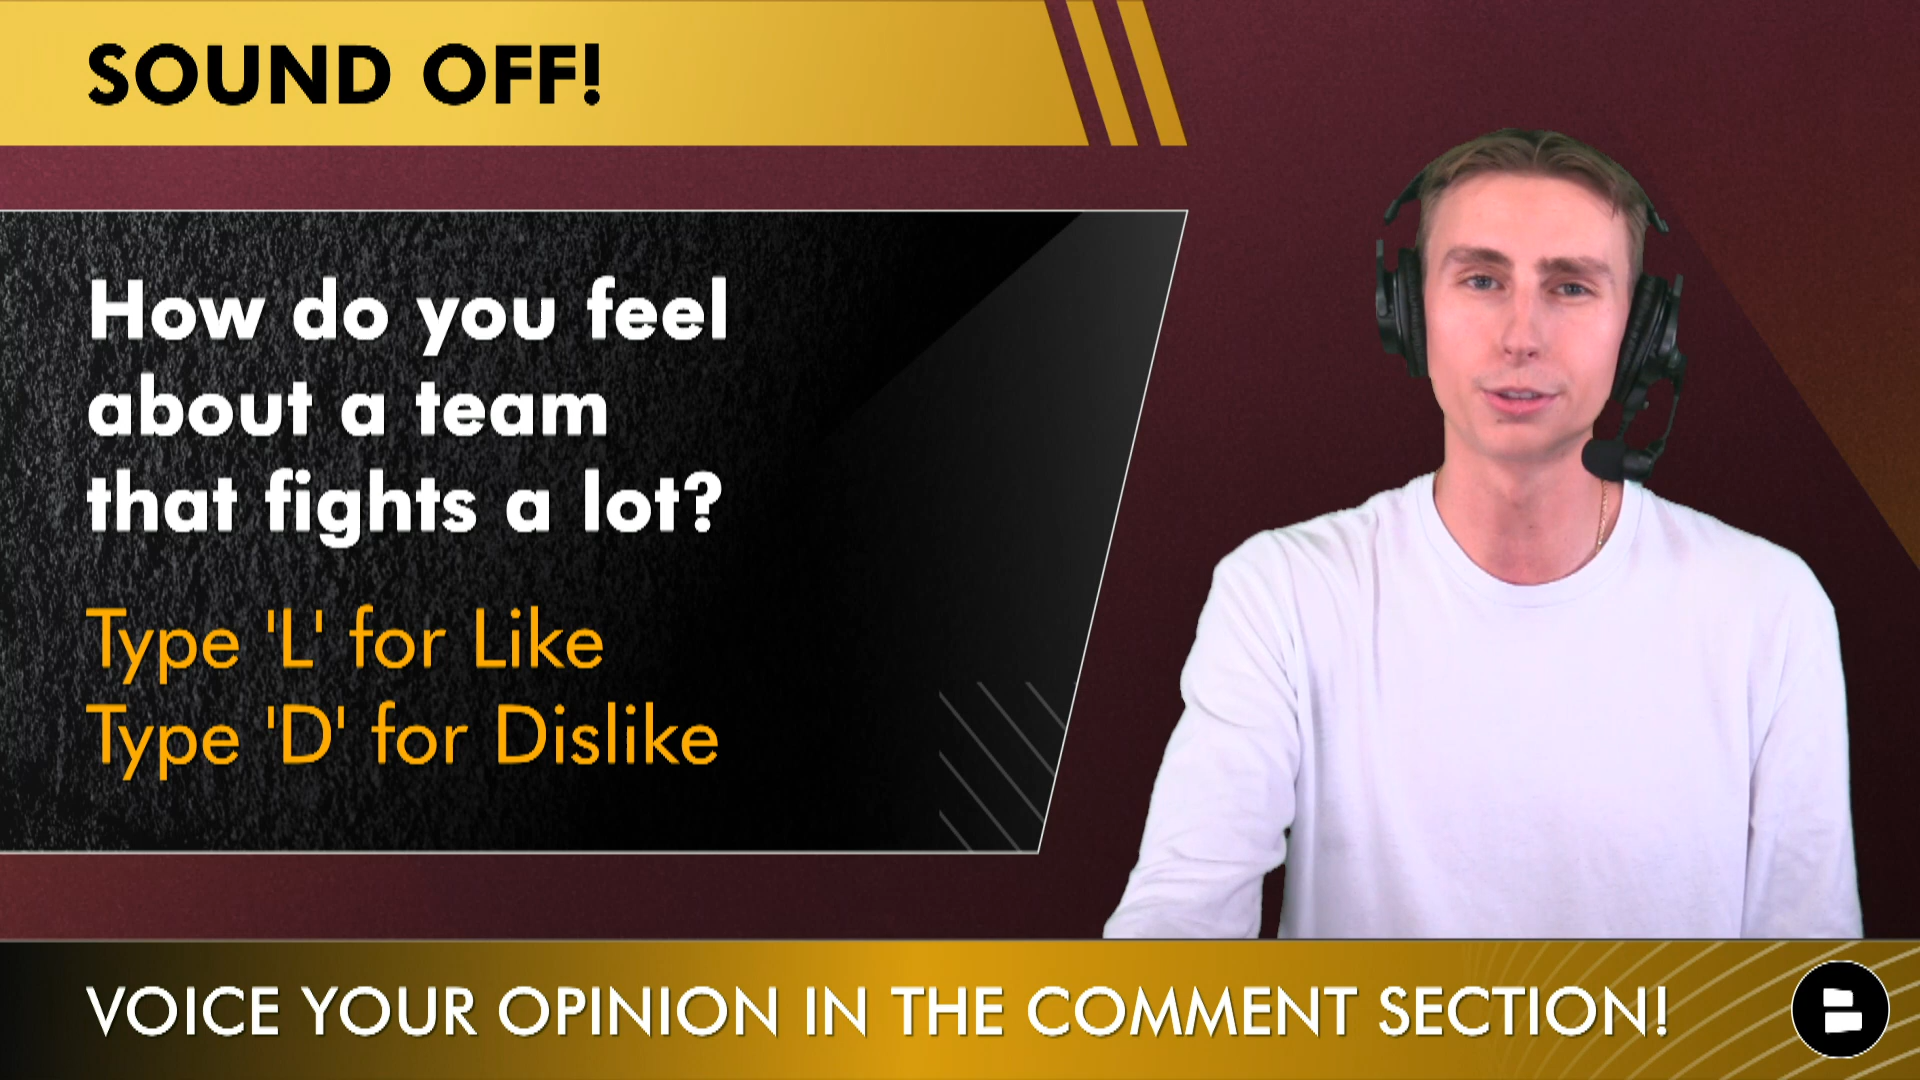 SOUND OFF!
How do you feel
about a team
that fights a lot?
Type 'L' for Like
Type 'D' for Dislike
VOICE YOUR OPINION IN THE COMMENT SECTION!